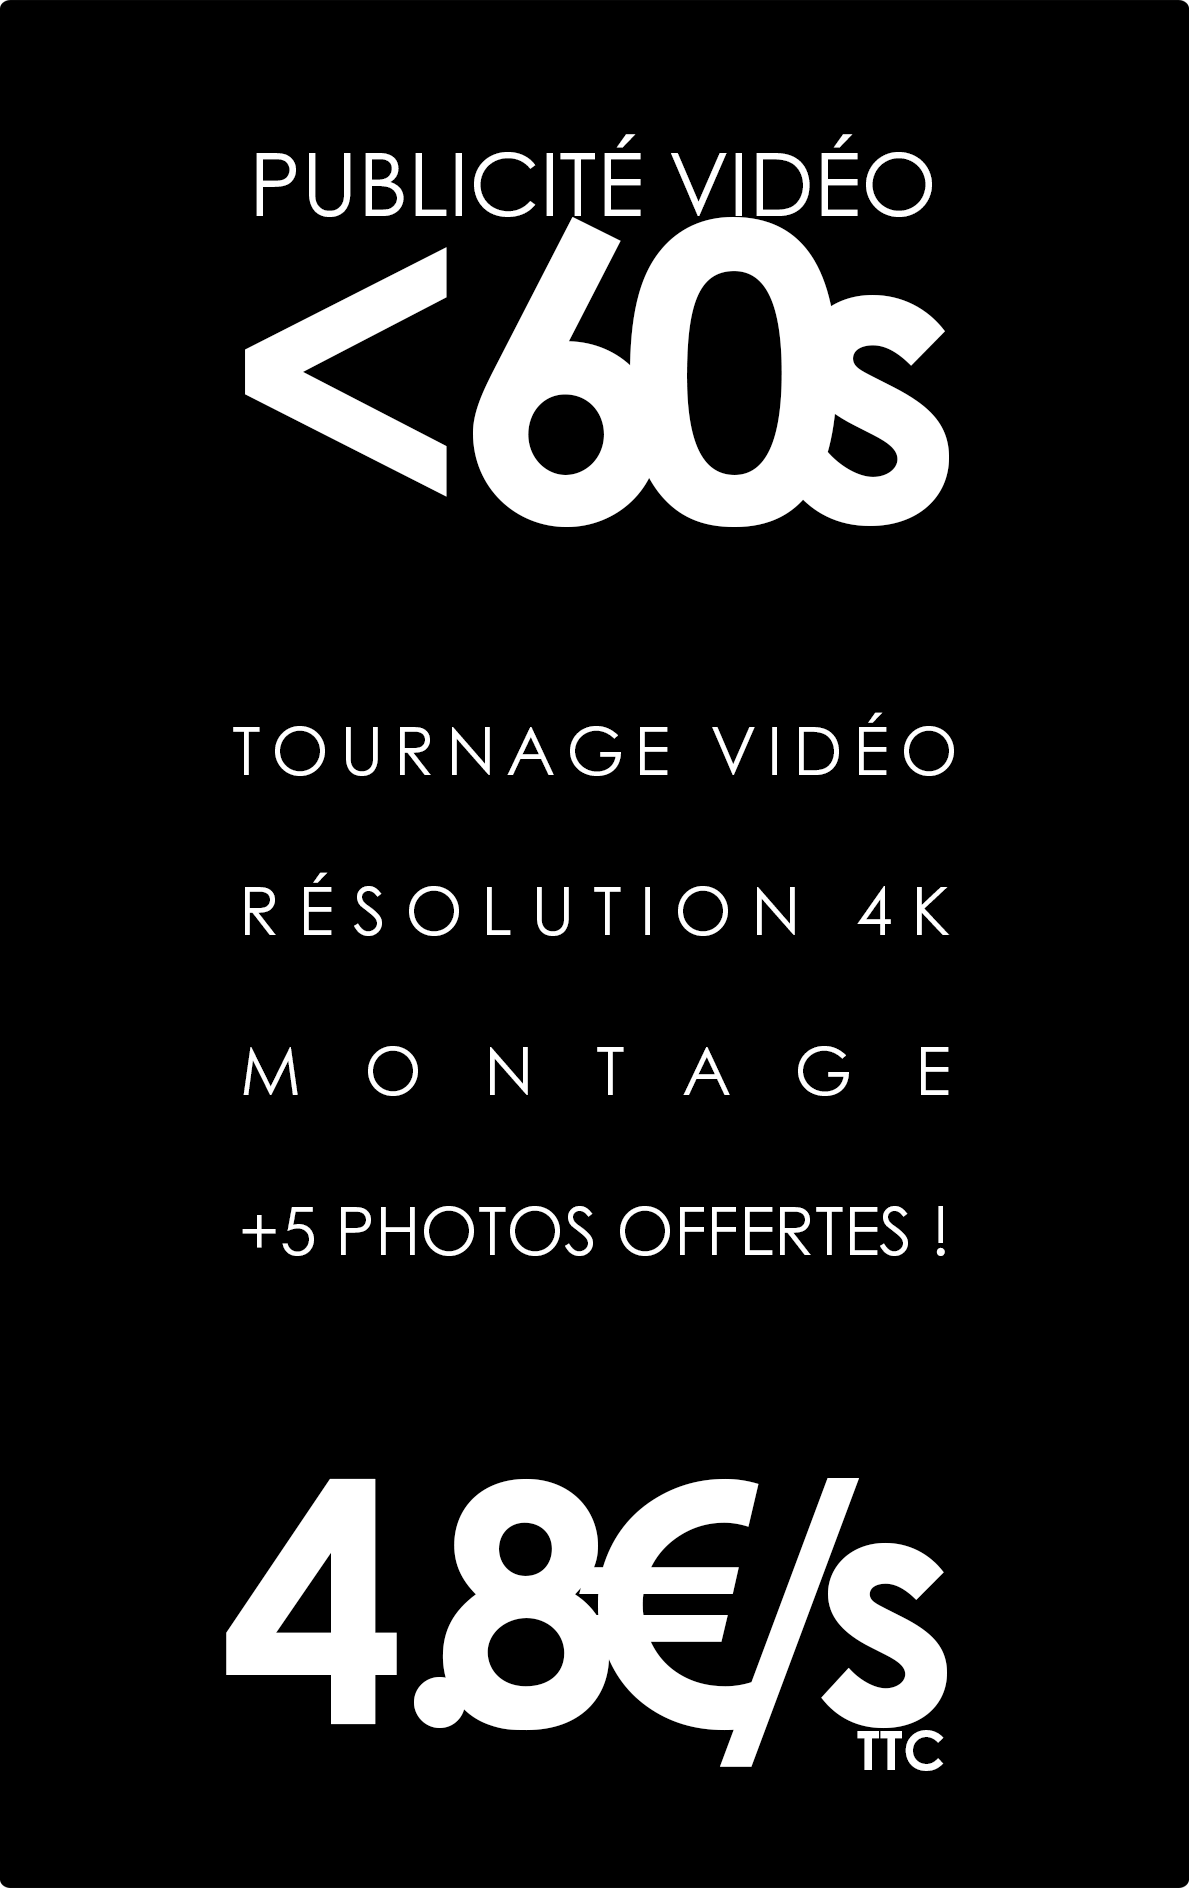 PUBLICITÉ VIDÉO
<60s
TOURNAGE VIDÉO
RÉSOLUTION 4K
MONTAGE
+5 PHOTOS OFFERTES !
4.8€/s
TTC